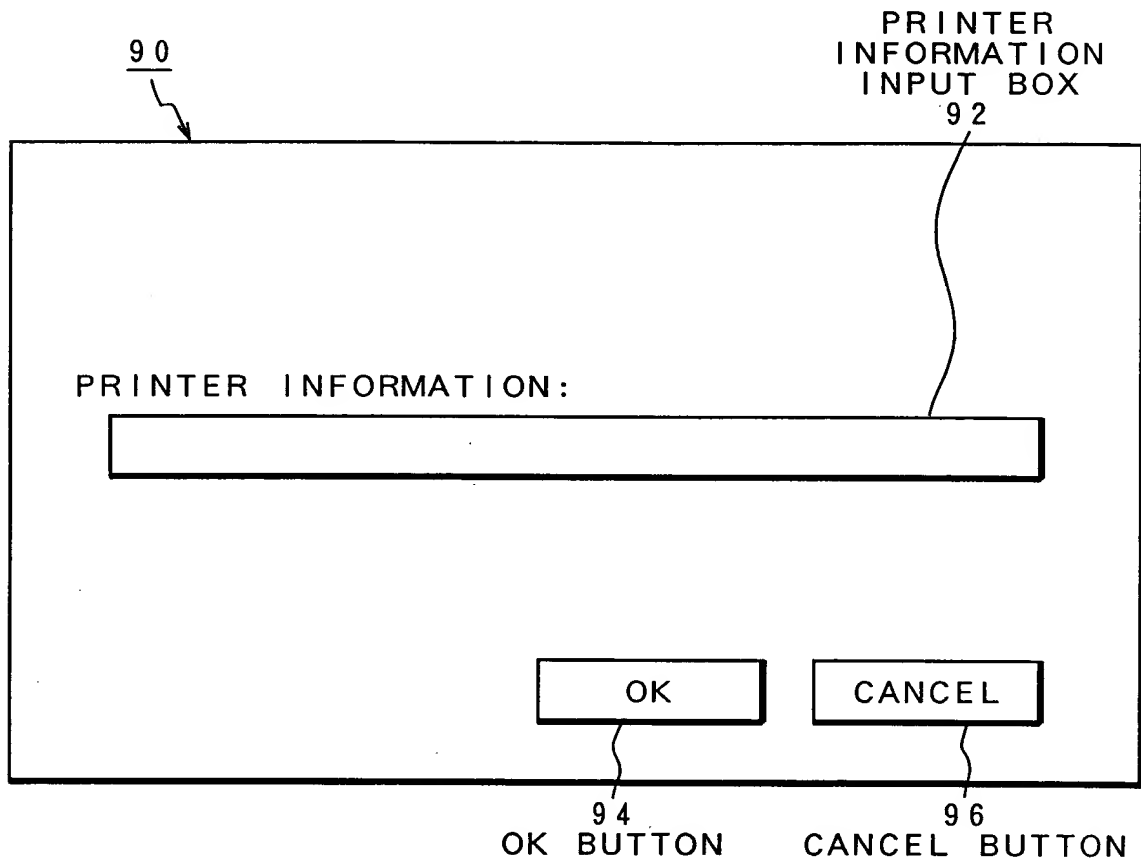 90
PRINTER
INFORMATION
INPUT BOX
92
PRINTER INFORMATION:
OK
CANCEL
94
OK BUTTON
96
CANCEL BUTTON